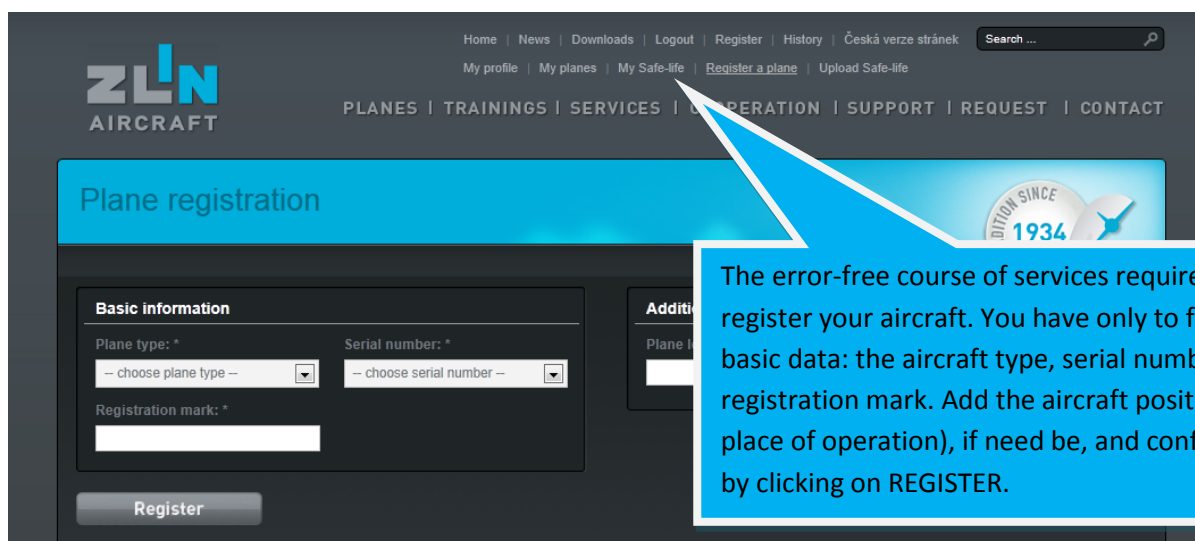 Home | News | Downloads | Logout | Register | History | Česká verze stránek
Search ...
My profile | My planes | My Safe-life | Register a plane | Upload Safe-life
ZLIN
AIRCRAFT
PLANES | TRAININGS | SERVICES | OPERATION | SUPPORT | REQUEST | CONTACT
Plane registration
SINCE
1934
Basic information
Plane type: *
Serial number: *
-- choose plane type --
-- choose serial number --
Registration mark: *
Register
Plane
The error-free course of services require
register your aircraft. You have only to f
basic data: the aircraft type, serial numb
registration mark. Add the aircraft posit
place of operation), if need be, and conf
by clicking on REGISTER.